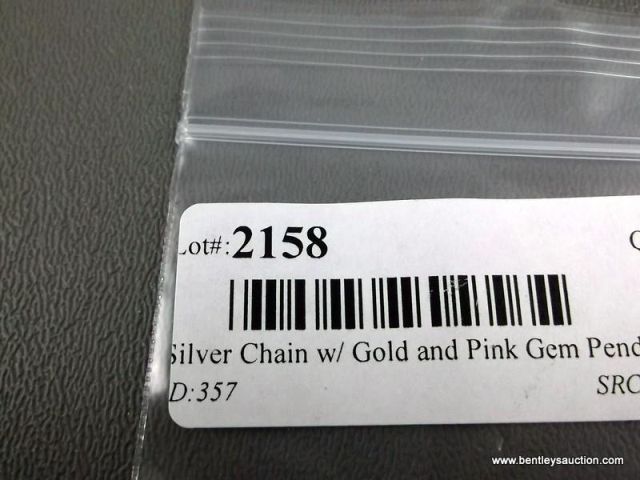 Lot#:2158 Q
Silver Chain w/ Gold and Pink Gem Pend
D:357 SRC
www.bentleysauction.com